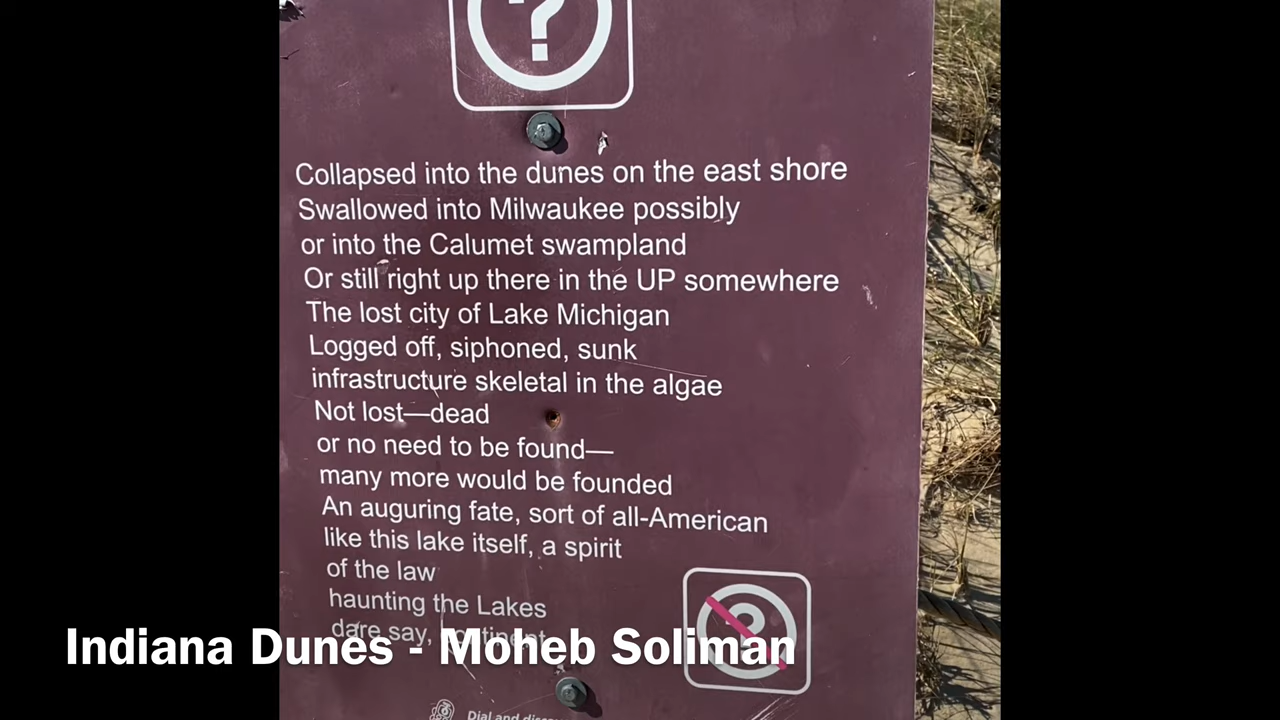 ?
Collapsed into the dunes on the east shore
Swallowed into Milwaukee possibly
or into the Calumet swampland
Or still right up there in the UP somewhere
The lost city of Lake Michigan
Logged off, siphoned, sunk
infrastructure skeletal in the algae
Not lost—dead
or no need to be found—
many more would be founded
An auguring fate, sort of all-American
like this lake itself, a spirit
of the law
haunting the Lakes
dare say, continent
?
Indiana Dunes - Moheb Soliman
Dial and